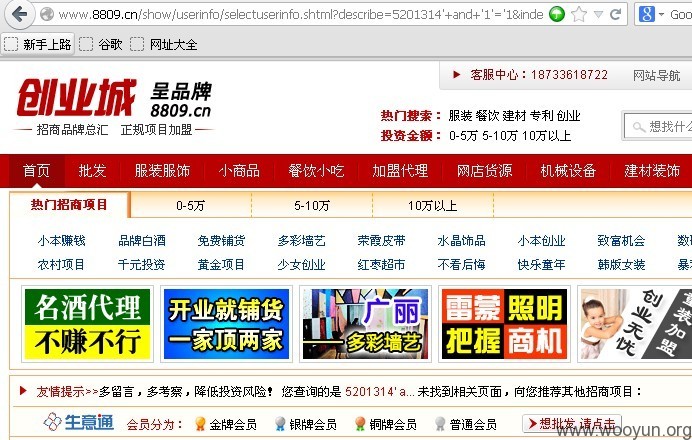 www.8809.cn/show/userinfo/selectuserinfo.shtml?describe=5201314'+and+'1'='1&inde
Goo
新手上路 谷歌 网址大全
创业城 呈品牌
8809.cn
招商品牌总汇 正规项目加盟
客服中心：18733618722 网站导航
热门搜索： 服装 餐饮 建材 专利 创业
投资金额： 0-5万 5-10万 10万以上
想找什么
首页 批发 服装服饰 小商品 餐饮小吃 加盟代理 网店货源 机械设备 建材装饰
热门招商项目 0-5万 5-10万 10万以上
小本赚钱 品牌白酒 免费铺货 多彩墙艺 荣霞皮带 水晶饰品 小本创业 致富机会 数
农村项目 千元投资 黄金项目 少女创业 红枣超市 不看后悔 快乐童年 韩版女装 暴
名酒代理
不赚不行
开业就铺货
一家顶两家
广丽
多彩墙艺
雷蒙 照明
把握 商机
创业无忧
童装加盟
友情提示>>多留言，多考察，降低投资风险！ 您查询的是 5201314'a... 未找到相关页面，向您推荐其他招商项目：
生意通 会员分为： 金牌会员 银牌会员 铜牌会员 普通会员 想批发,请点击
www.wooyun.org